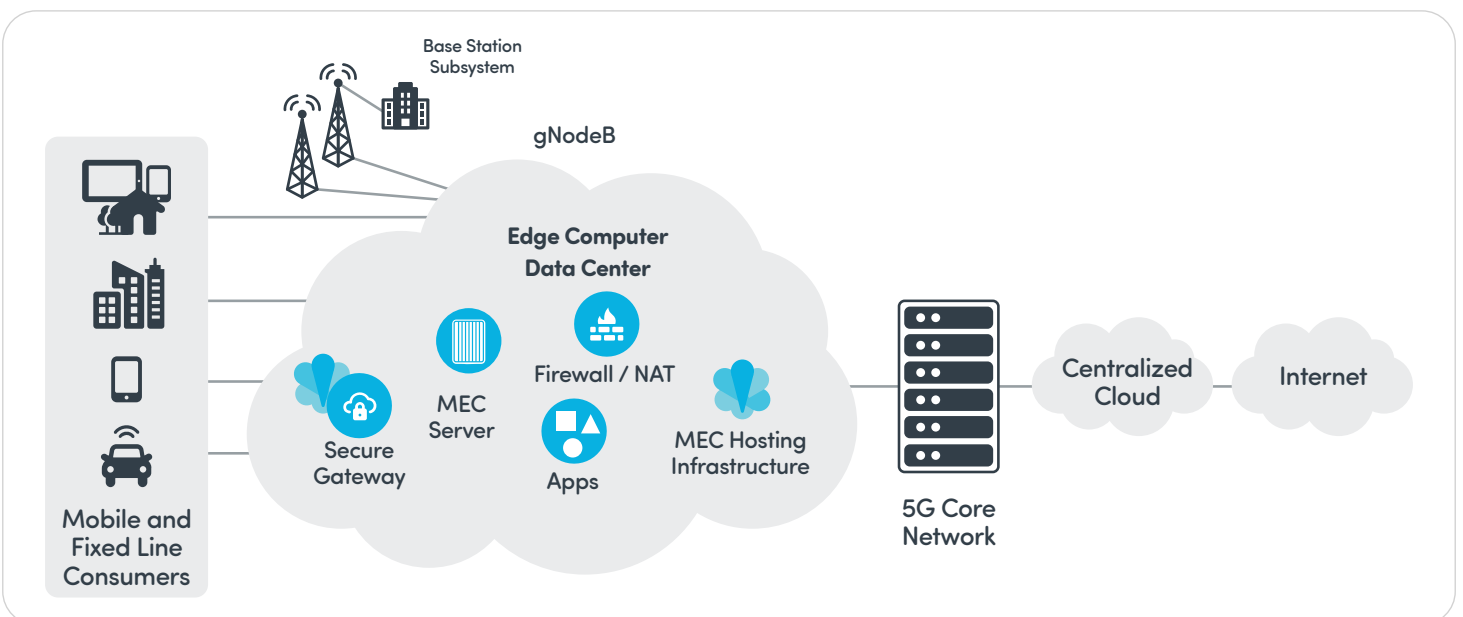 Base Station
Subsystem
gNodeB
Edge Computer
Data Center
Firewall / NAT
MEC
Server
Secure
Gateway
Apps
MEC Hosting
Infrastructure
Mobile and
Fixed Line
Consumers
5G Core
Network
Centralized
Cloud
Internet